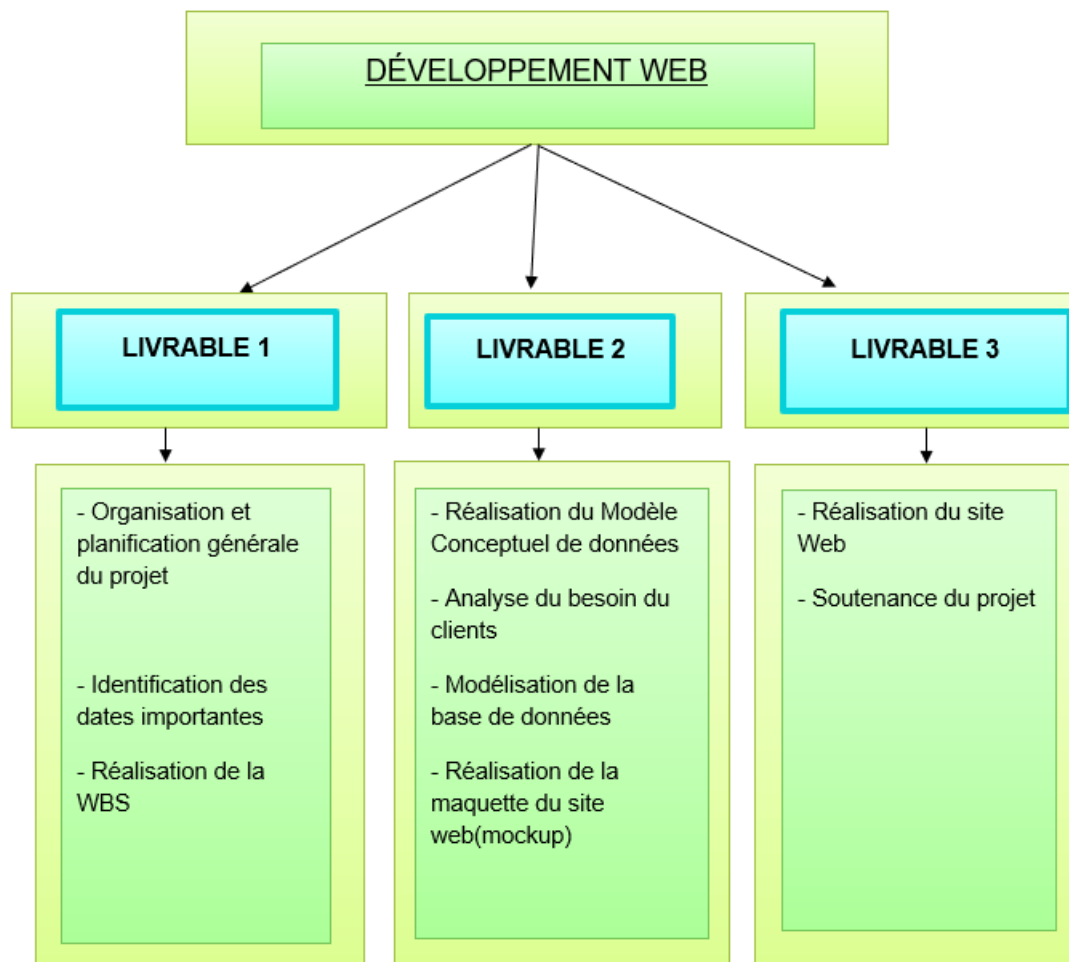 DÉVELOPPEMENT WEB
LIVRABLE 1
LIVRABLE 2
LIVRABLE 3
- Organisation et
planification générale
du projet
- Identification des
dates importantes
- Réalisation de la
WBS
- Réalisation du Modèle
Conceptuel de données
- Analyse du besoin du
clients
- Modélisation de la
base de données
- Réalisation de la
maquette du site
web(mockup)
- Réalisation du site
Web
- Soutenance du projet